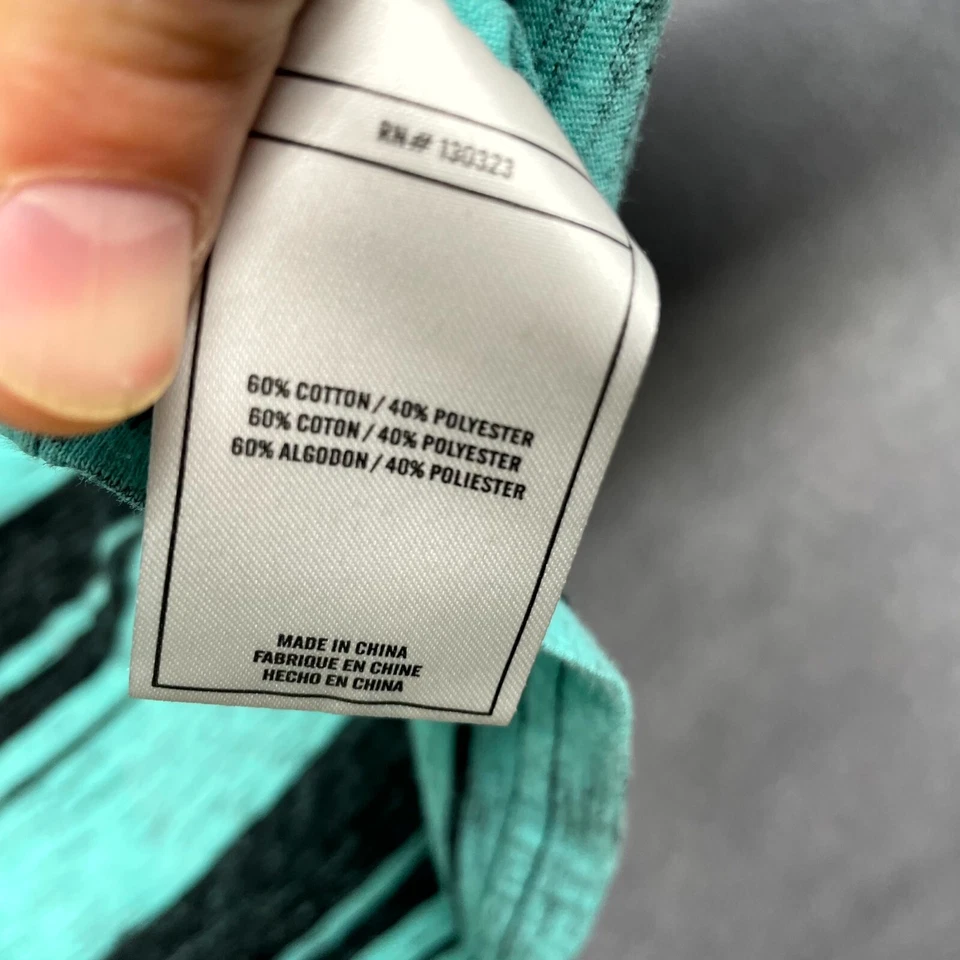 RN# 130323
60% COTTON / 40% POLYESTER
60% COTON / 40% POLYESTER
60% ALGODON / 40% POLIESTER
MADE IN CHINA
FABRIQUE EN CHINE
HECHO EN CHINA